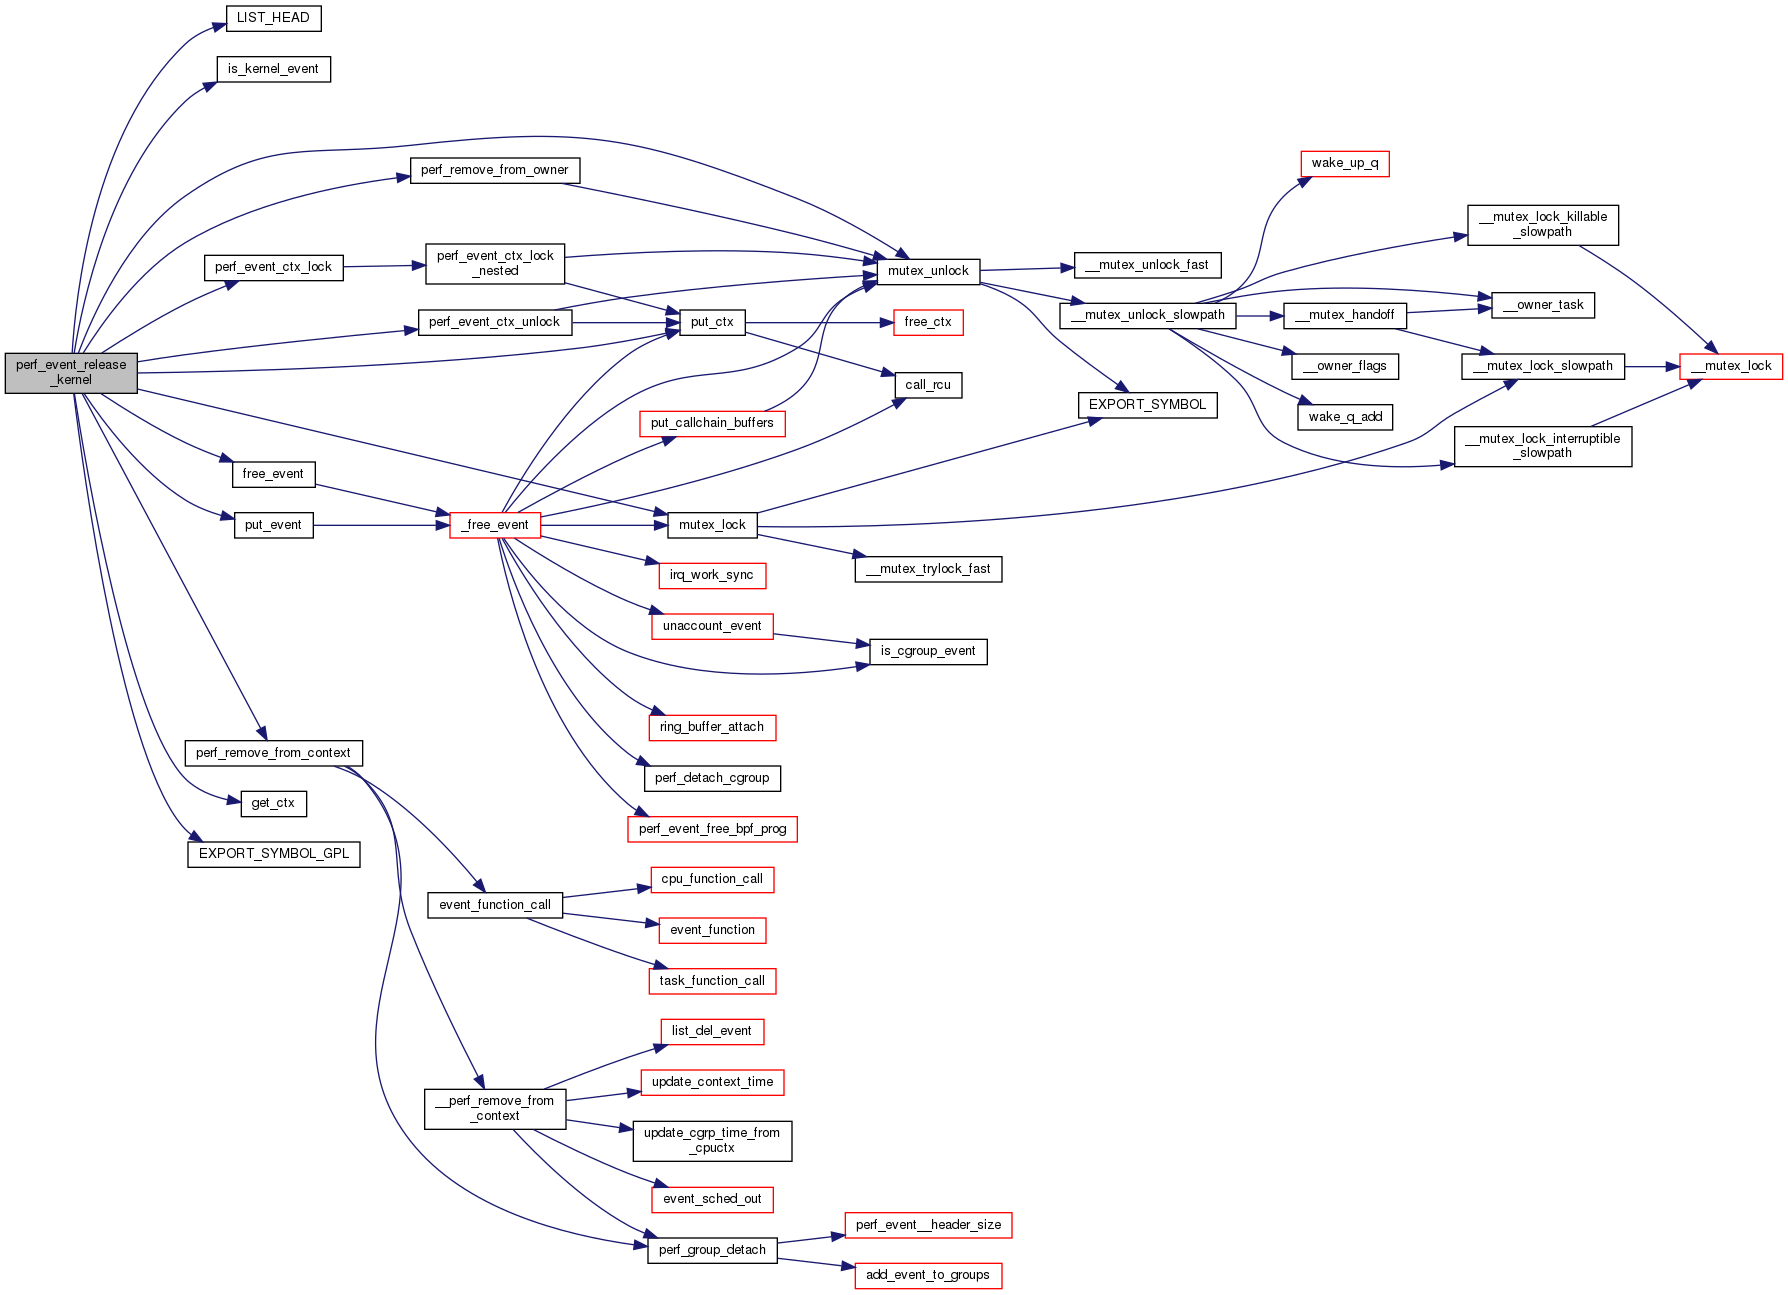 LIST_HEAD
is_kernel_event
perf_remove_from_owner
perf_event_ctx_lock
perf_event_ctx_lock
_nested
perf_event_ctx_unlock
perf_event_release
_kernel
free_event
put_event
perf_remove_from_context
get_ctx
EXPORT_SYMBOL_GPL
put_ctx
put_callchain_buffers
_free_event
mutex_lock
irq_work_sync
unaccount_event
ring_buffer_attach
perf_detach_cgroup
perf_event_free_bpf_prog
event_function_call
cpu_function_call
event_function
task_function_call
__perf_remove_from
_context
list_del_event
update_context_time
update_cgrp_time_from
_cpuctx
event_sched_out
perf_group_detach
perf_event__header_size
add_event_to_groups
mutex_unlock
free_ctx
call_rcu
__mutex_trylock_fast
is_cgroup_event
__mutex_unlock_fast
__mutex_unlock_slowpath
EXPORT_SYMBOL
wake_up_q
__mutex_handoff
__owner_flags
wake_q_add
__mutex_lock_killable
_slowpath
__owner_task
__mutex_lock_slowpath
__mutex_lock_interruptible
_slowpath
__mutex_lock